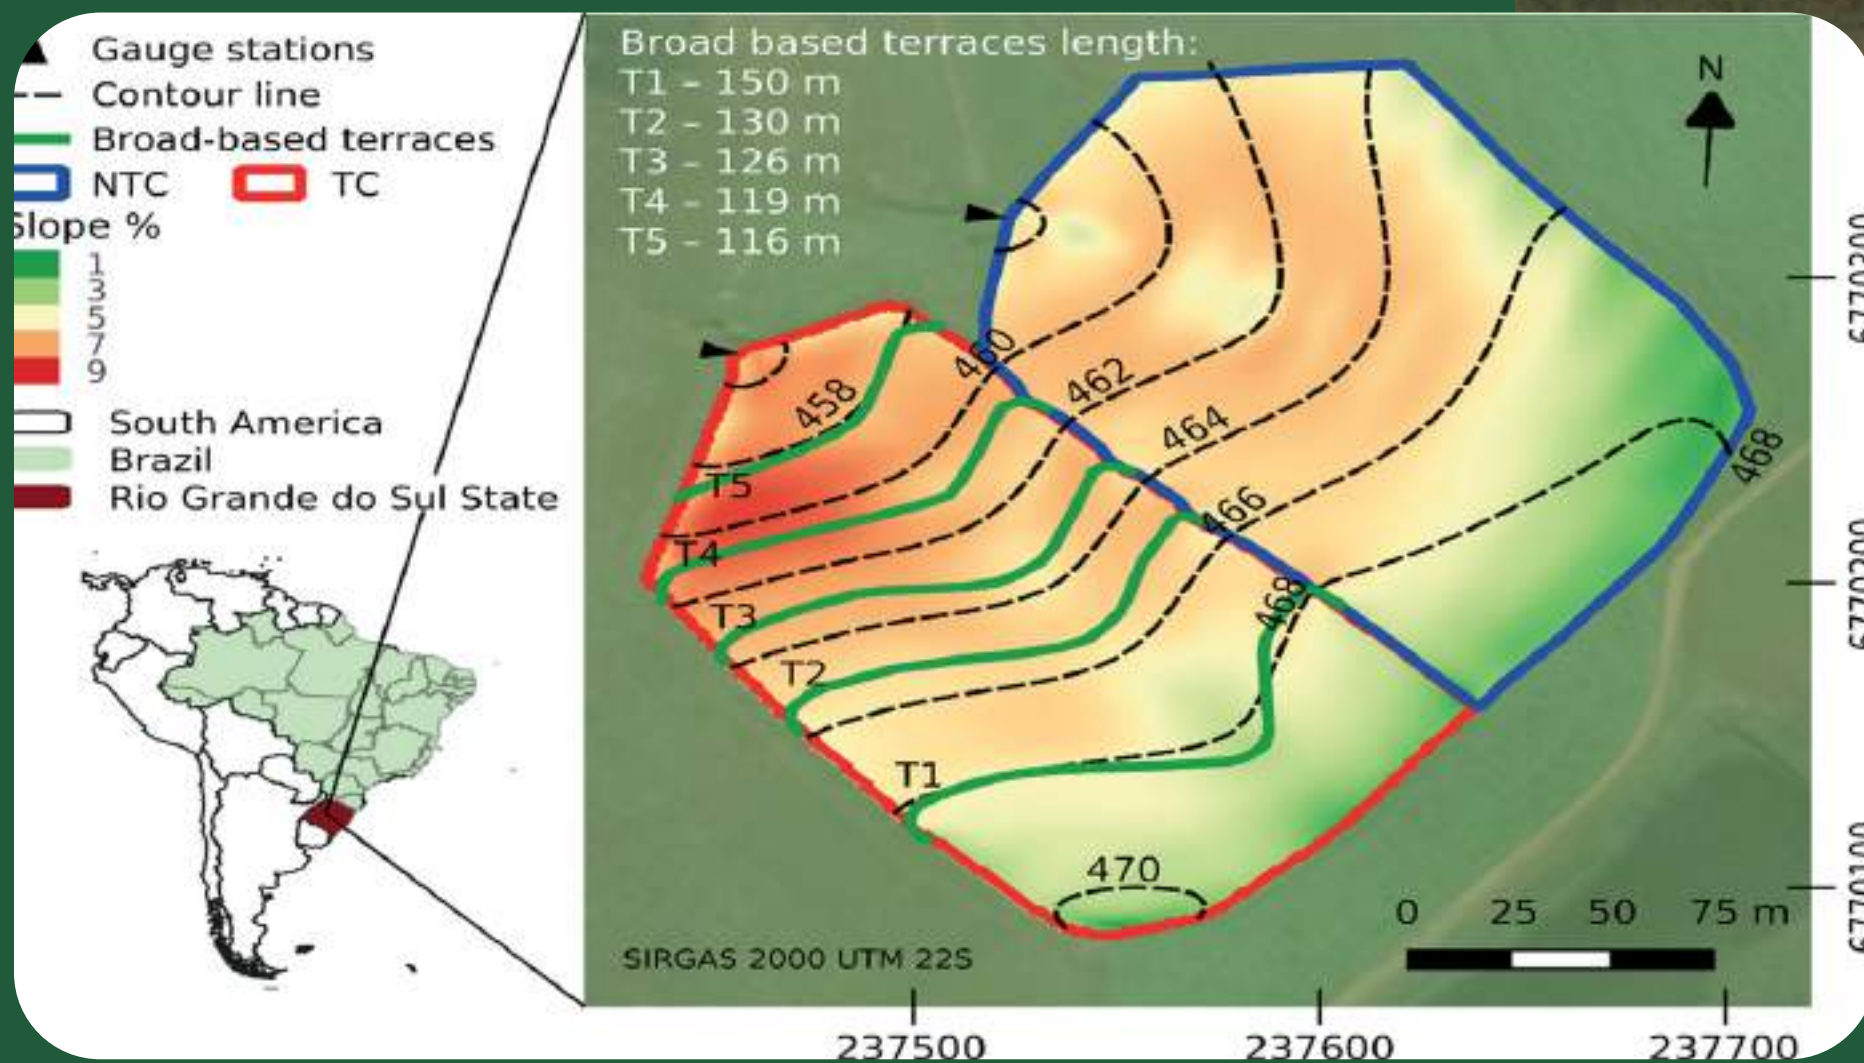 Gauge stations
Contour line
Broad-based terraces
NTC
TC
Slope %
1
3
5
7
9
South America
Brazil
Rio Grande do Sul State
Broad based terraces length:
T1 – 150 m
T2 – 130 m
T3 – 126 m
T4 – 119 m
T5 – 116 m
N
458
460
462
464
466
468
468
470
T5
T4
T3
T2
T1
0 25 50 75 m
SIRGAS 2000 UTM 22S
237500 237600 237700